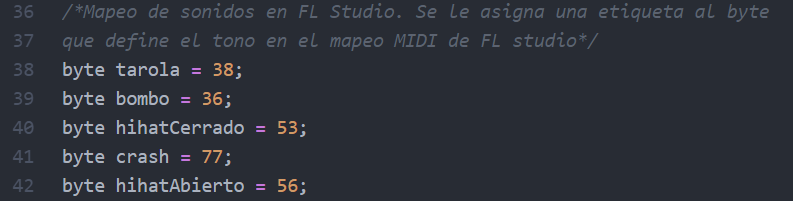 36 /*Mapeo de sonidos en FL Studio. Se le asigna una etiqueta al byte
37 que define el tono en el mapeo MIDI de FL studio*/
38 byte tarola = 38;
39 byte bombo = 36;
40 byte hihatCerrado = 53;
41 byte crash = 77;
42 byte hihatAbierto = 56;